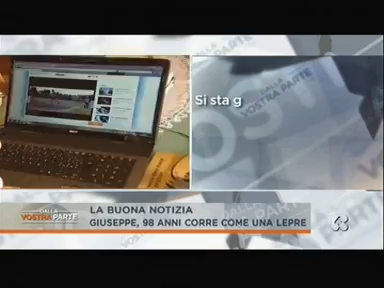 Si sta g
DALLA
VOSTRA PARTE
DALLA
VOSTRA PARTE
LA BUONA NOTIZIA
GIUSEPPE, 98 ANNI CORRE COME UNA LEPRE